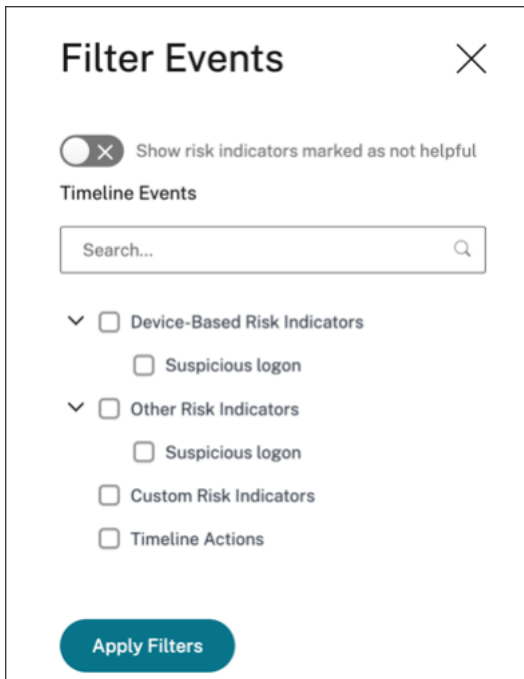 Filter Events
Show risk indicators marked as not helpful
Timeline Events
Search...
Device-Based Risk Indicators
Suspicious logon
Other Risk Indicators
Suspicious logon
Custom Risk Indicators
Timeline Actions
Apply Filters